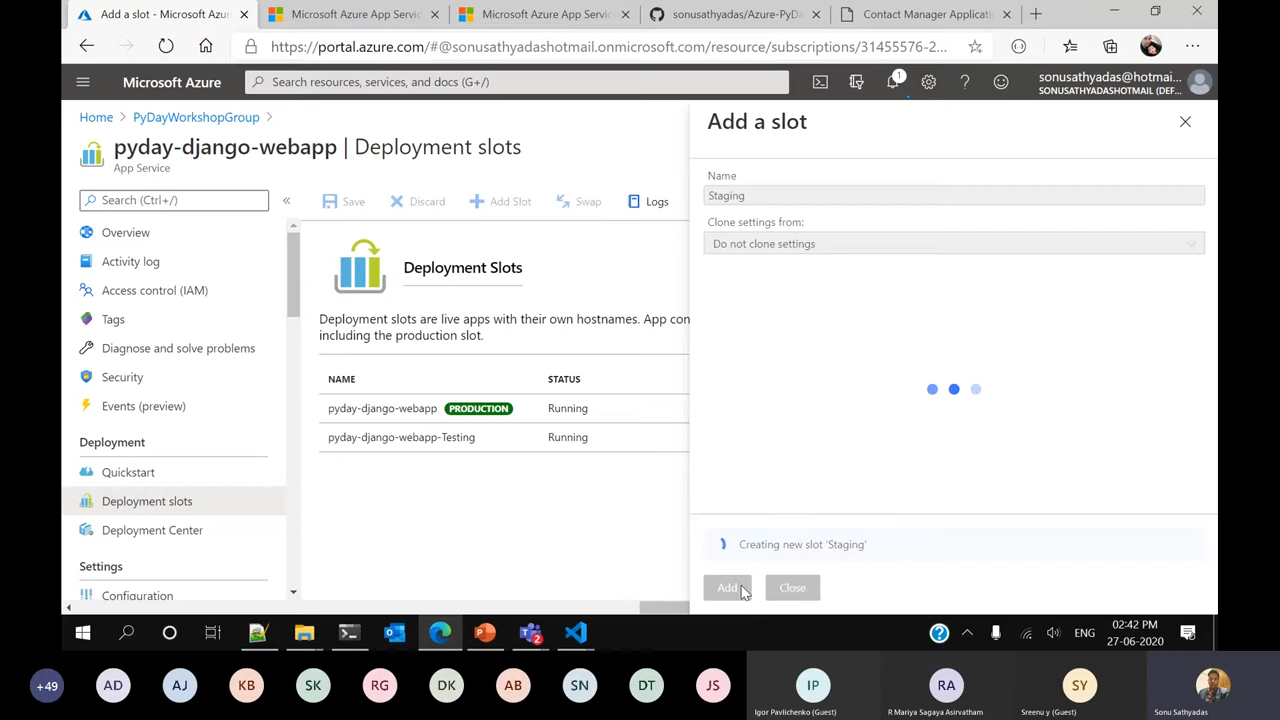 Add a slot - Microsoft Azur
Microsoft Azure App Servic
Microsoft Azure App Servic
sonusathyadas/Azure-PyDa
Contact Manager Applicati
https://portal.azure.com/#@sonusathyadashotmail.onmicrosoft.com/resource/subscriptions/31455576-2...
Microsoft Azure
Search resources, services, and docs (G+/)
1
sonusathyadas@hotmai...
SONUSATHYADASHOTMAIL (DEF...
Home > PyDayWorkshopGroup >
pyday-django-webapp | Deployment slots
App Service
Search (Ctrl+/)
«
Save
Discard
Add Slot
Swap
Logs
Overview
Activity log
Access control (IAM)
Tags
Diagnose and solve problems
Security
Events (preview)
Deployment
Quickstart
Deployment slots
Deployment Center
Settings
Configuration
Deployment Slots
Deployment slots are live apps with their own hostnames. App con
including the production slot.
NAME STATUS
pyday-django-webapp PRODUCTION Running
pyday-django-webapp-Testing Running
Add a slot
Name
Staging
Clone settings from:
Do not clone settings
Creating new slot 'Staging'
Add
Close
2
ENG
02:42 PM
27-06-2020
+49
AD
AJ
KB
SK
RG
DK
AB
SN
DT
JS
IP
Igor Pavlichenko (Guest)
RA
R Mariya Sagaya Asirvatham
SY
Sreenu y (Guest)
Sonu Sathyadas